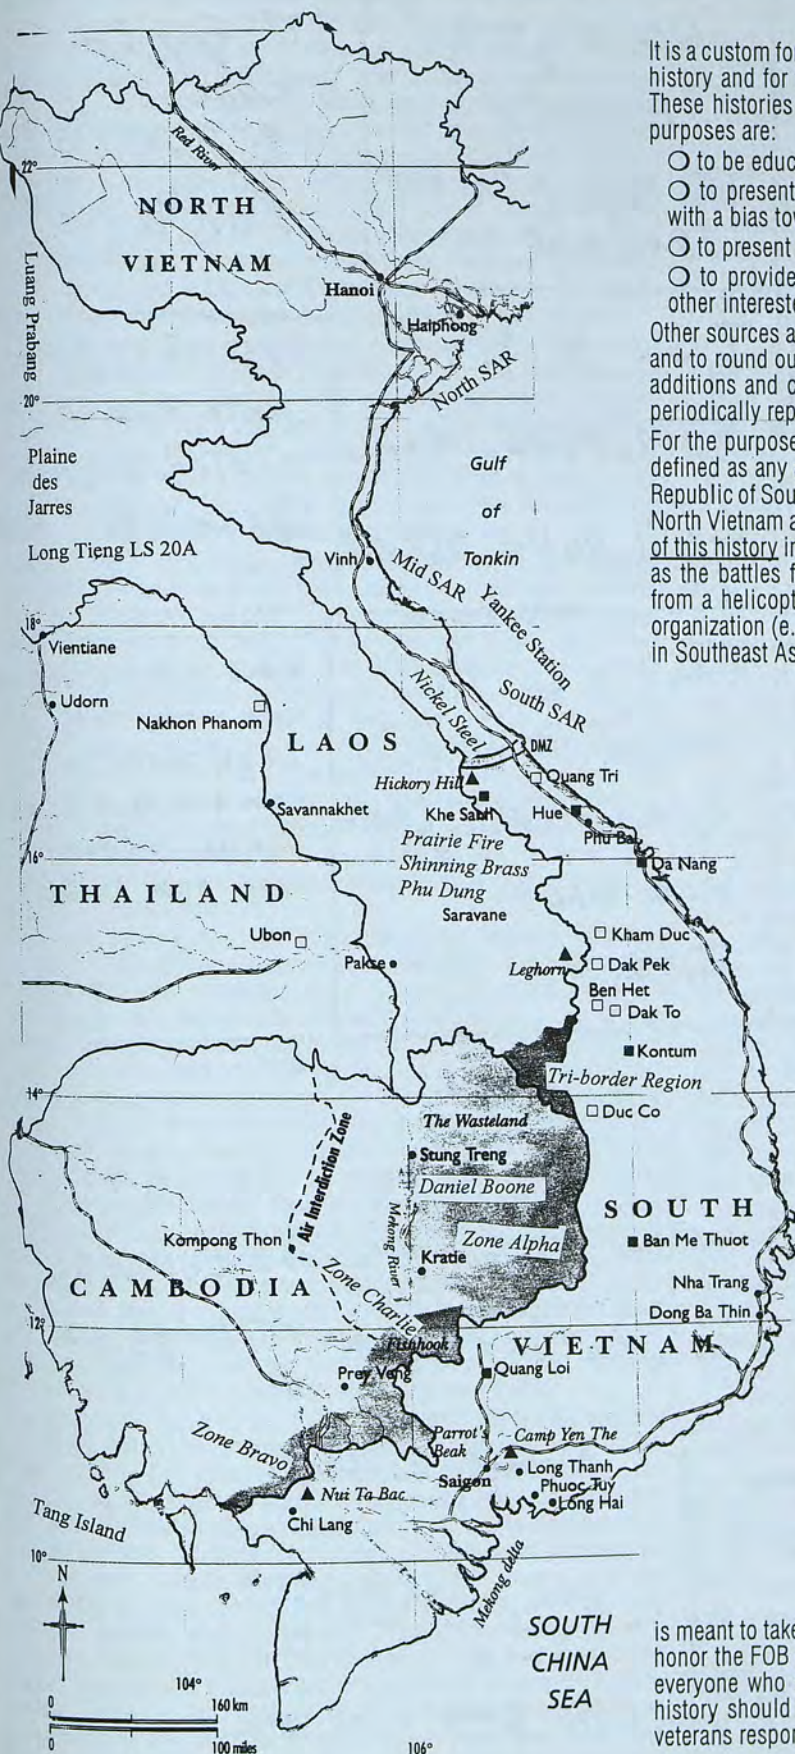 Red River
22°
NORTH
VIETNAM
Luang Prabang
Hanoi
Haiphong
North SAR
20°
Plaine
des
Jarres
Gulf
of
Tonkin
Long Tieng LS 20A
Vinh
Mid SAR
Yankee Station
18°
Vientiane
Udorn
Nakhon Phanom
LAOS
Nickel Steel
South SAR
DMZ
Hickory Hill
Quang Tri
Savannakhet
Khe Sanh
Hue
Phu Bai
Prairie Fire
Shinning Brass
Phu Dung
16°
Da Nang
THAILAND
Saravane
Ubon
Kham Duc
Pakse
Leghorn
Dak Pek
Ben Het
Dak To
Kontum
Tri-border Region
14°
Duc Co
The Wasteland
Stung Treng
Air Interdiction Zone
Daniel Boone
SOUTH
Mekong River
Zone Alpha
Ban Me Thuot
Kompong Thon
Kratie
Nha Trang
CAMBODIA
Zone Charlie
Dong Ba Thin
12°
Fishhook
VIETNAM
Prey Veng
Quang Loi
Zone Bravo
Parrot's
Beak
Camp Yen The
Saigon
Long Thanh
Nui Ta Bac
Phuoc Tuy
Long Hai
Chi Lang
Tang Island
10°
Mekong delta
N
SOUTH
CHINA
SEA
104°
0 160 km
0 100 miles
106°
It is a custom for
history and for
These histories
purposes are:
to be educ
to present
with a bias tow
to present
to provide
other intereste
Other sources a
and to round ou
additions and c
periodically rep
For the purpose
defined as any
Republic of Sou
North Vietnam a
of this history in
as the battles f
from a helicopt
organization (e.
in Southeast As
is meant to take
honor the FOB
everyone who
history should
veterans respon